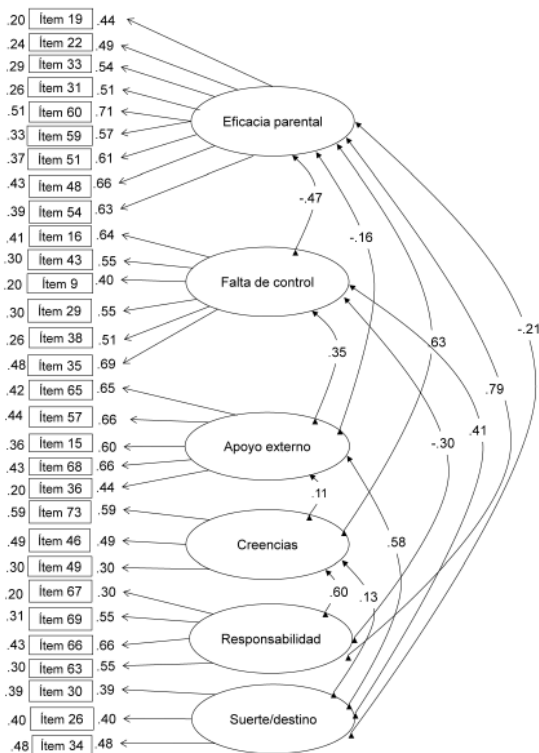 .20 Ítem 19 .44
.24 Ítem 22 .49
.29 Ítem 33 .54
.26 Ítem 31 .51
.51 Ítem 60 .71
.33 Ítem 59 .57
.37 Ítem 51 .61
.43 Ítem 48 .66
.39 Ítem 54 .63
Eficacia parental
.41 Ítem 16 .64
.30 Ítem 43 .55
.20 Ítem 9 .40
.30 Ítem 29 .55
.26 Ítem 38 .51
.48 Ítem 35 .69
Falta de control
.42 Ítem 65 .65
.44 Ítem 57 .66
.36 Ítem 15 .60
.43 Ítem 68 .66
.20 Ítem 36 .44
Apoyo externo
.59 Ítem 73 .59
.49 Ítem 46 .49
.30 Ítem 49 .30
Creencias
.20 Ítem 67 .30
.31 Ítem 69 .55
.43 Ítem 66 .66
.30 Ítem 63 .55
Responsabilidad
.39 Ítem 30 .39
.40 Ítem 26 .40
.48 Ítem 34 .48
Suerte/destino
-.47
-.16
.35
.63
-.21
.79
-.30
.41
.11
.58
.60
.13